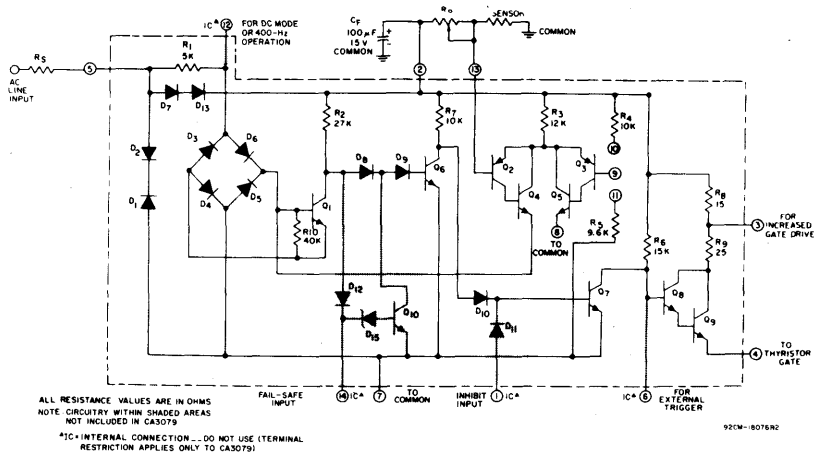 IC▲ 12
FOR DC MODE
OR 400-Hz
OPERATION
CF
100µF
15 V
COMMON
+
-
Rp
SENSOR
COMMON
RS
AC
LINE
INPUT
5
R1
5K
2
13
D7
D13
D2
D1
D3
D6
D4
D5
R2
27K
Q1
R10
40K
D8
D9
R7
10K
Q6
R3
12K
Q2
Q4
Q5
Q3
R4
10K
10
9
11
8
TO
COMMON
R5
9.6K
R6
15K
R8
15
R9
25
3
FOR
INCREASED
GATE DRIVE
D12
D15
Q10
D10
D11
Q7
Q8
Q9
4
TO
THYRISTOR
GATE
FAIL-SAFE
INPUT
14 IC▲
7
TO
COMMON
INHIBIT
INPUT
1 IC▲
IC▲ 6
FOR
EXTERNAL
TRIGGER
ALL RESISTANCE VALUES ARE IN OHMS
NOTE: CIRCUITRY WITHIN SHADED AREAS
NOT INCLUDED IN CA3079
▲IC = INTERNAL CONNECTION -- DO NOT USE (TERMINAL
RESTRICTION APPLIES ONLY TO CA3079)
92CM-18076R2